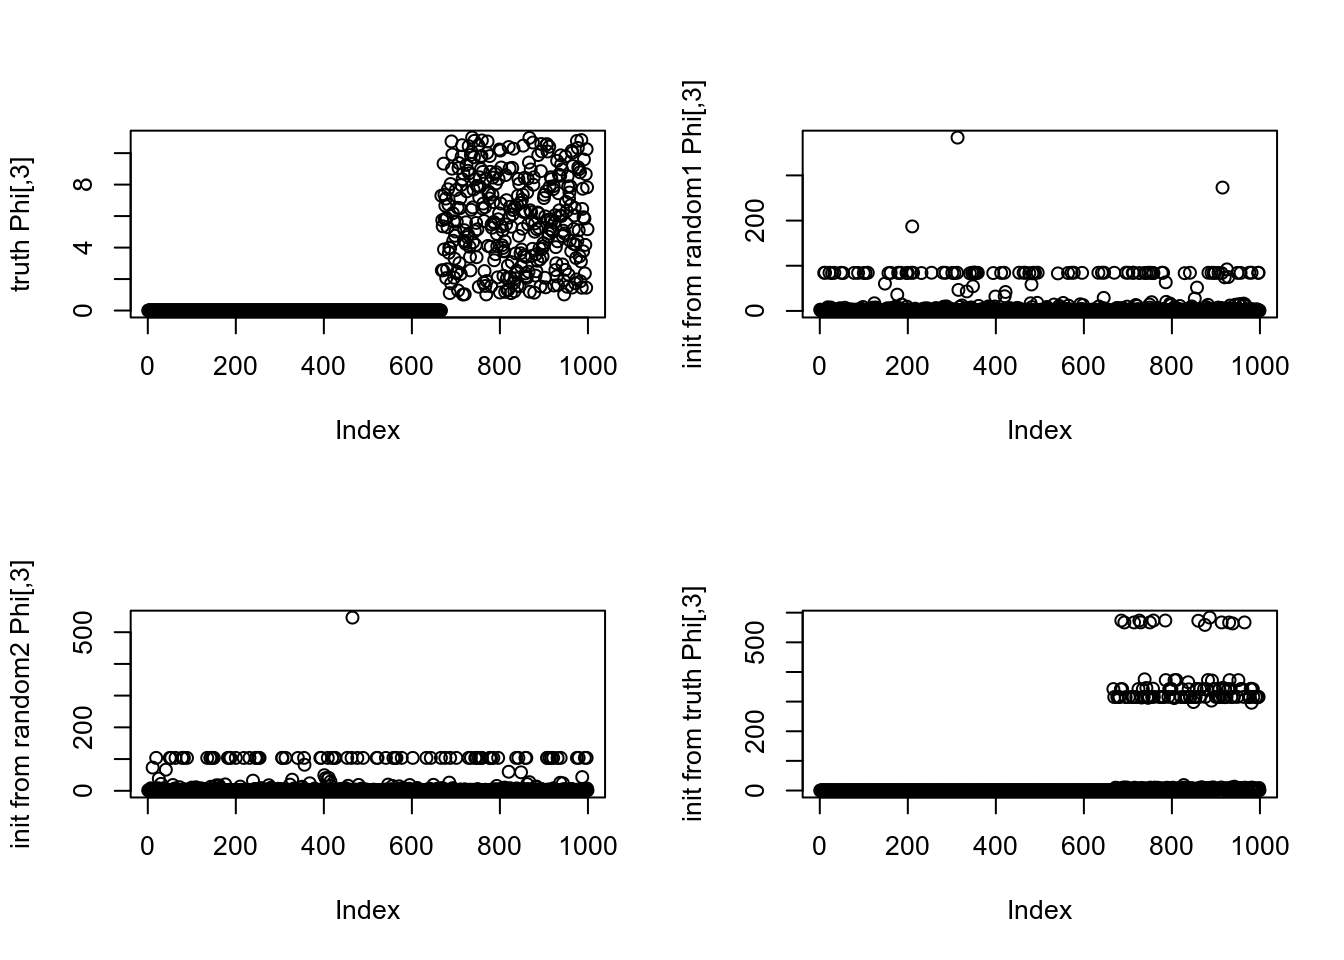 truth Phi[,3]
8
4
0
0 200 400 600 800 1000
Index
init from random1 Phi[,3]
200
0
0 200 400 600 800 1000
Index
init from random2 Phi[,3]
500
200
0
0 200 400 600 800 1000
Index
init from truth Phi[,3]
500
200
0
0 200 400 600 800 1000
Index